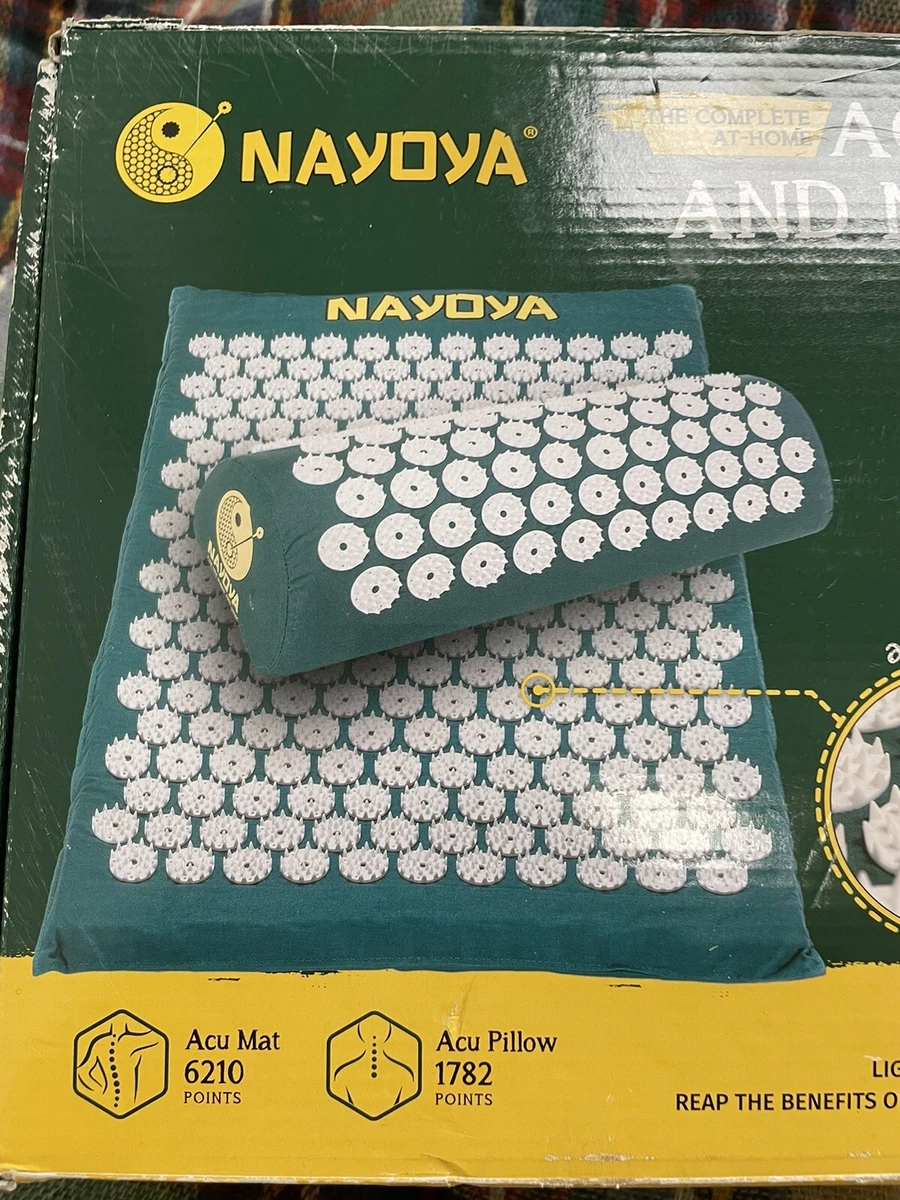 NAYOYA®
THE COMPLETE
AT-HOME
AND
NAYOYA
NAYOYA
Acu Mat
6210
POINTS
Acu Pillow
1782
POINTS
REAP THE BENEFITS